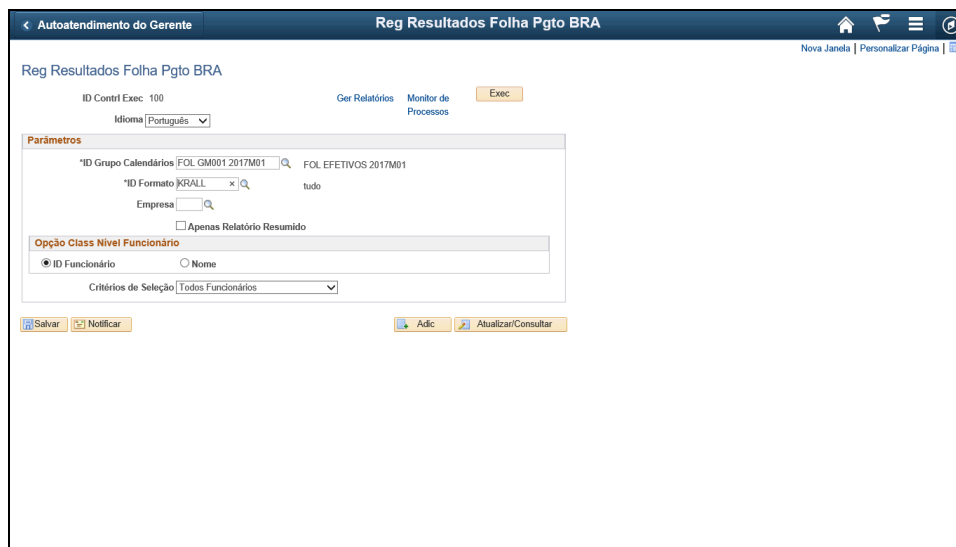 Autoatendimento do Gerente
Reg Resultados Folha Pgto BRA
Nova Janela | Personalizar Página |
Reg Resultados Folha Pgto BRA
ID Contrl Exec 100 Ger Relatórios Monitor de Processos Exec
Idioma Português
Parâmetros
*ID Grupo Calendários FOL GM001 2017M01 FOL EFETIVOS 2017M01
*ID Formato KRALL × tudo
Empresa
Apenas Relatório Resumido
Opção Class Nível Funcionário
ID Funcionário Nome
Critérios de Seleção Todos Funcionários
Salvar Notificar Adic Atualizar/Consultar